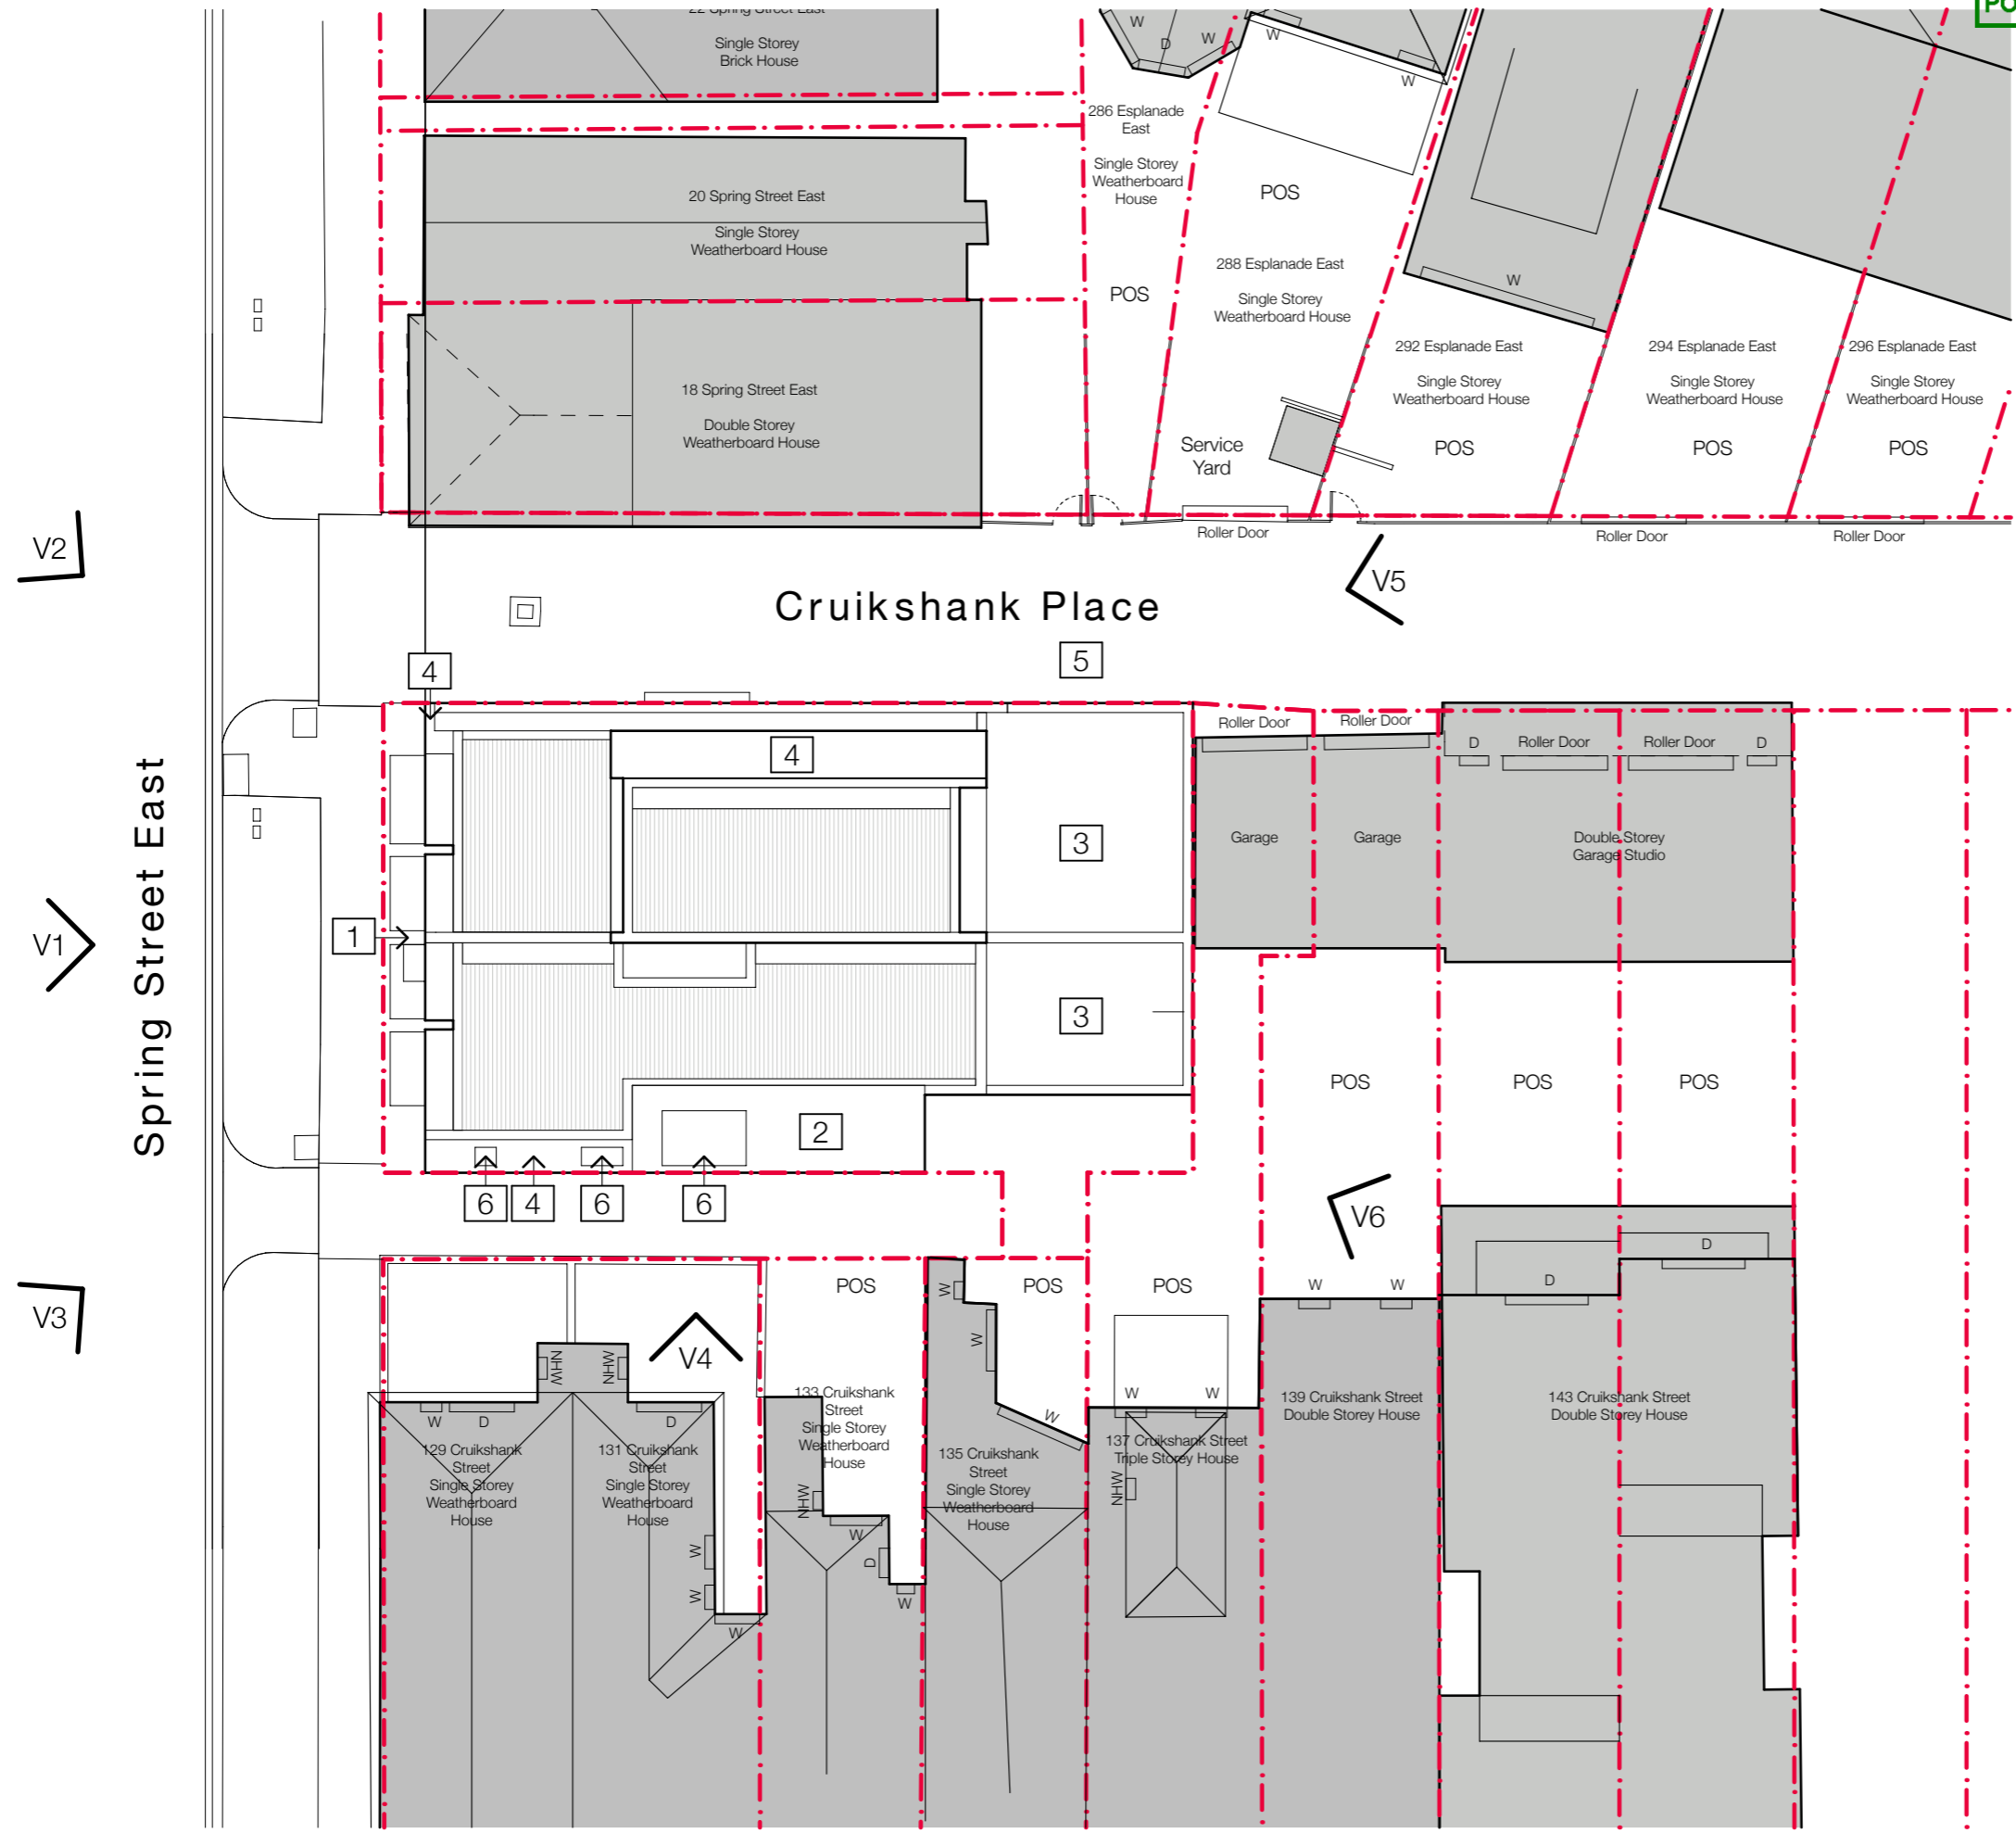 22 Spring Street East
Single Storey
Brick House
PO
W
D
W
W
W
286 Esplanade
East
Single Storey
Weatherboard
House
POS
20 Spring Street East
Single Storey
Weatherboard House
288 Esplanade East
Single Storey
Weatherboard House
POS
W
18 Spring Street East
Double Storey
Weatherboard House
292 Esplanade East
Single Storey
Weatherboard House
POS
294 Esplanade East
Single Storey
Weatherboard House
POS
296 Esplanade East
Single Storey
Weatherboard House
POS
Service
Yard
Roller Door
Roller Door
Roller Door
V2
V5
Cruikshank Place
5
4
Roller Door
Roller Door
D
Roller Door
Roller Door
D
4
3
Garage
Garage
Double Storey
Garage Studio
Spring Street East
V1
1
3
POS
POS
POS
2
6
4
6
6
V6
V3
V4
POS
POS
POS
W
W
D
D
W
W
NHW
NHW
W
D
D
W
W
W
129 Cruikshank
Street
Single Storey
Weatherboard
House
131 Cruikshank
Street
Single Storey
Weatherboard
House
133 Cruikshank
Street
Single Storey
Weatherboard
House
135 Cruikshank
Street
Single Storey
Weatherboard
House
137 Cruikshank Street
Triple Storey House
139 Cruikshank Street
Double Storey House
143 Cruikshank Street
Double Storey House
NHW
NHW
W
D
W
W
W
W
W